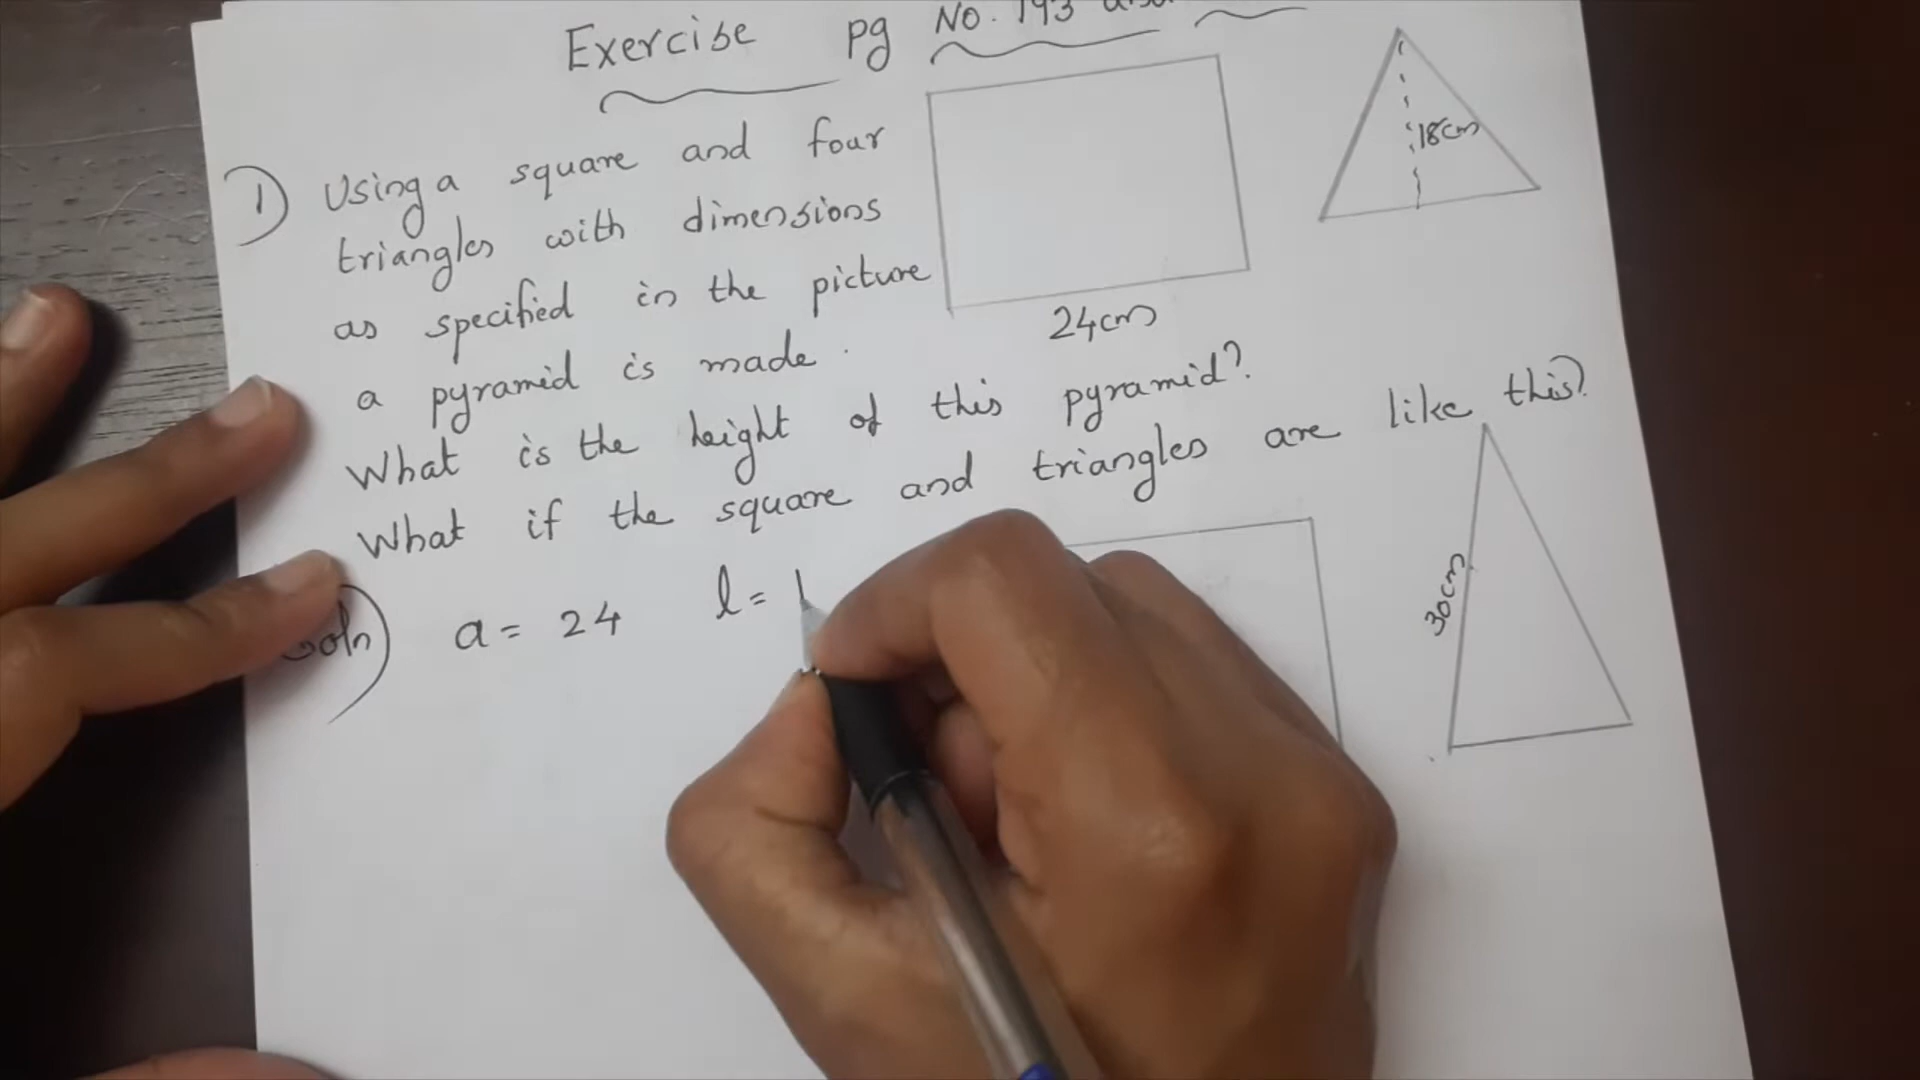 Exercise pg No. 193
1) Using a square and four
triangles with dimensions
as specified in the picture
a pyramid is made.
18cm
24cm
What is the height of this pyramid?
What if the square and triangles are like this?
30cm
Soln) a = 24 l = 1